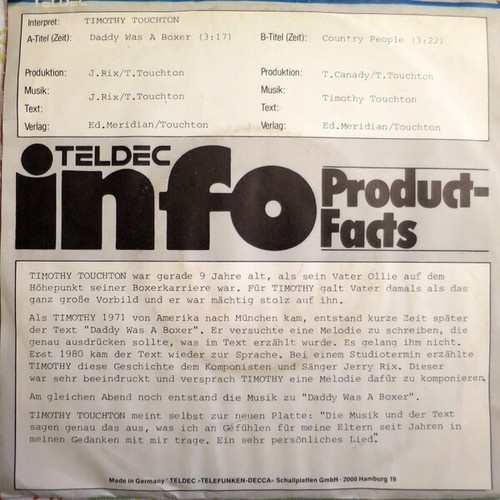 TELDEC
Interpret: TIMOTHY TOUCHTON
A-Titel (Zeit): Daddy Was A Boxer (3:17) B-Titel (Zeit): Country People (3:22)
Produktion: J.Rix/T.Touchton Produktion: T.Canady/T.Touchton
Musik: Musik:
J.Rix/T.Touchton Timothy Touchton
Text: Text:
Verlag: Ed.Meridian/Touchton Verlag: Ed.Meridian/Touchton
TELDEC
info Product-
Facts
TIMOTHY TOUCHTON war gerade 9 Jahre alt, als sein Vater Ollie auf dem
Höhepunkt seiner Boxerkarriere war. Für TIMOTHY galt Vater damals als das
ganz große Vorbild und er war mächtig stolz auf ihn.
Als TIMOTHY 1971 von Amerika nach München kam, entstand kurze Zeit später
der Text "Daddy Was A Boxer". Er versuchte eine Melodie zu schreiben, die
genau ausdrücken sollte, was im Text erzählt wurde. Es gelang ihm nicht.
Erst 1980 kam der Text wieder zur Sprache. Bei einem Studiotermin erzählte
TIMOTHY diese Geschichte dem Komponisten und Sänger Jerry Rix. Dieser
war sehr beeindruckt und versprach TIMOTHY eine Melodie dafür zu komponieren.
Am gleichen Abend noch entstand die Musik zu "Daddy Was A Boxer".
TIMOTHY TOUCHTON meint selbst zur neuen Platte: "Die Musik und der Text
sagen genau das aus, was ich an Gefühlen für meine Eltern seit Jahren in
meinen Gedanken mit mir trage. Ein sehr persönliches Lied."
Made in Germany · TELDEC »TELEFUNKEN-DECCA« Schallplatten GmbH · 2000 Hamburg 19